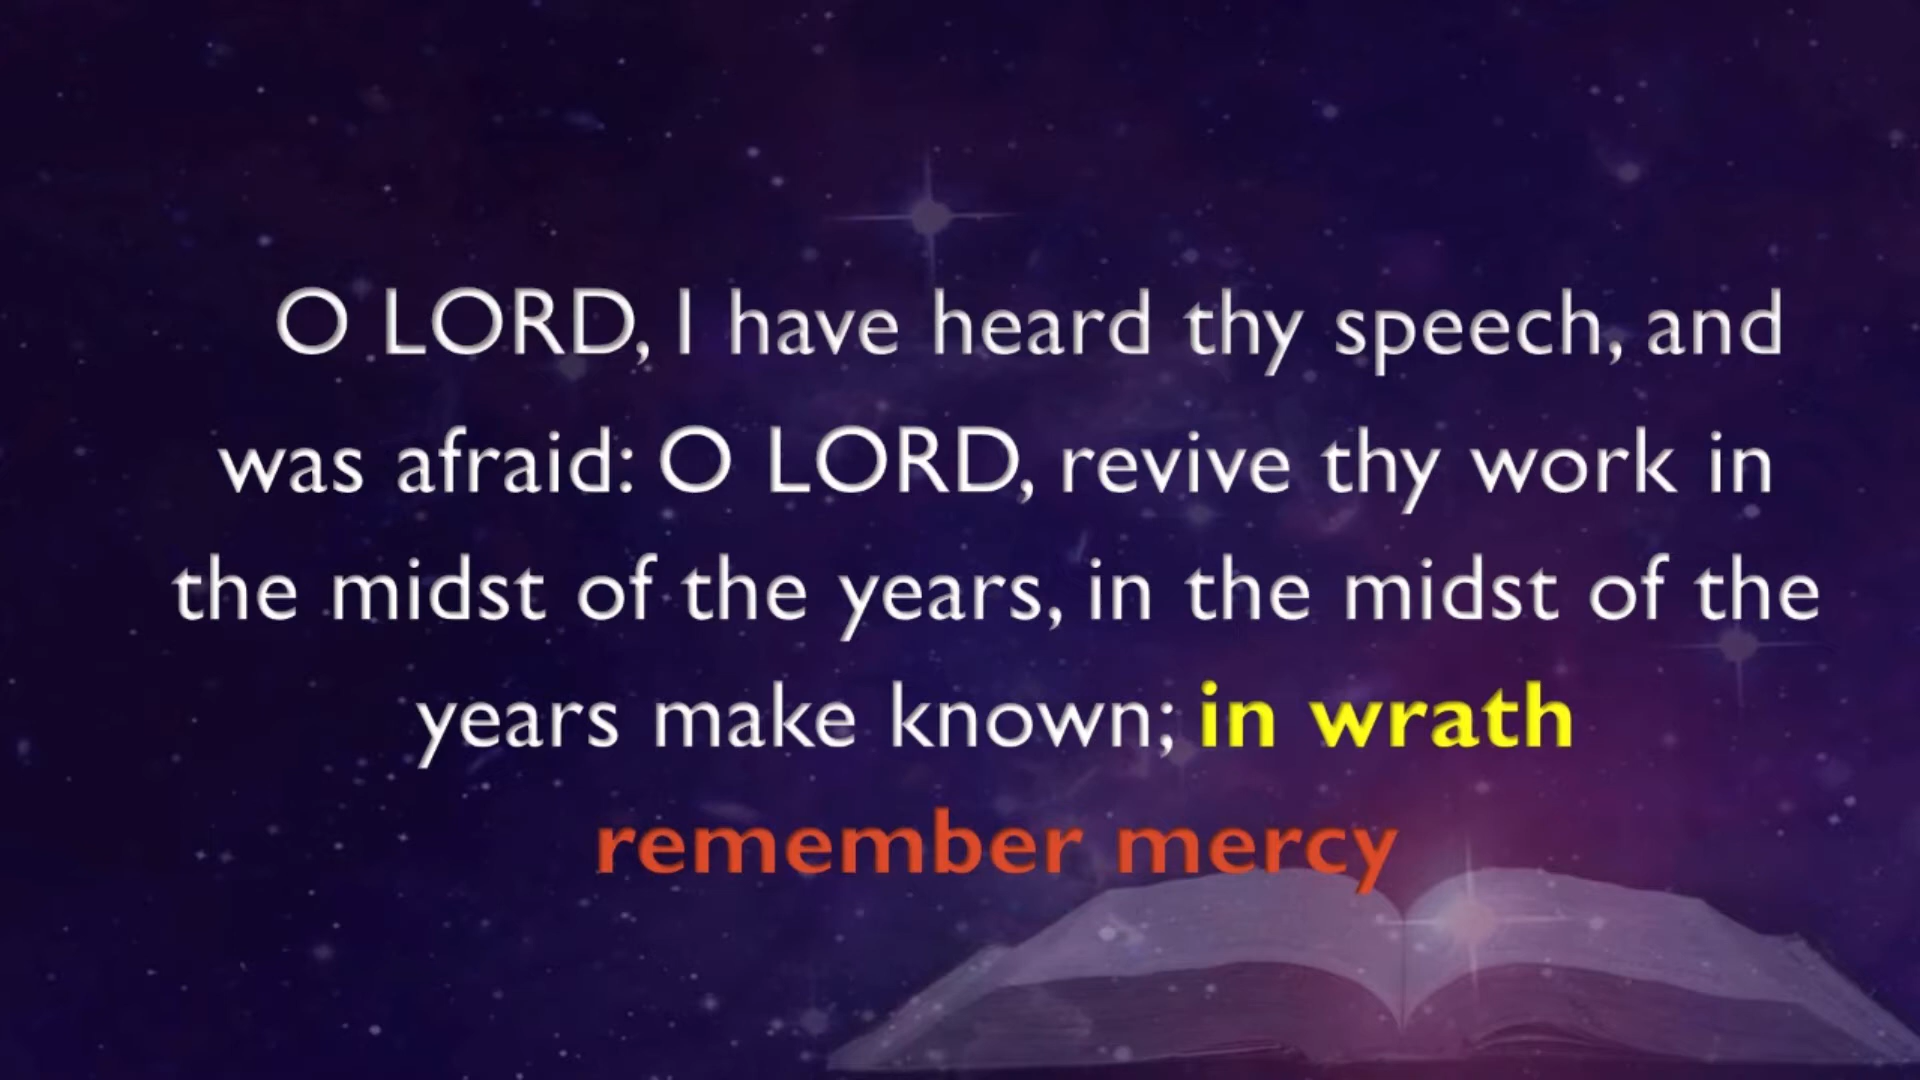 O LORD, I have heard thy speech, and
was afraid: O LORD, revive thy work in
the midst of the years, in the midst of the
years make known; in wrath
remember mercy